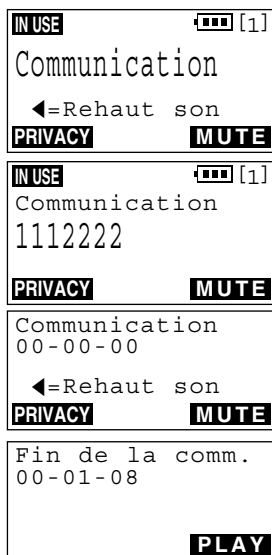 IN USE [1]
Communication
◀=Rehaut son
PRIVACY MUTE
IN USE [1]
Communication
1112222
PRIVACY MUTE
Communication
00-00-00
◀=Rehaut son
PRIVACY MUTE
Fin de la comm.
00-01-08
PLAY